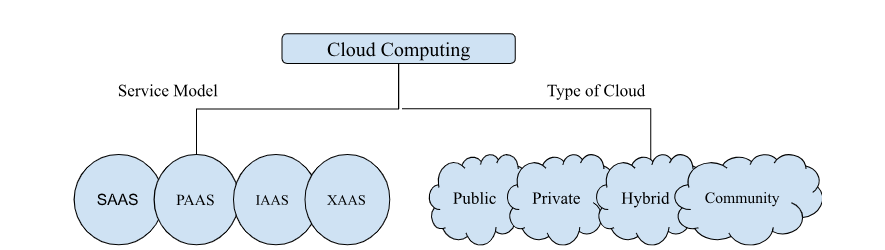 Cloud Computing
Service Model
Type of Cloud
SAAS
PAAS
IAAS
XAAS
Public
Private
Hybrid
Community